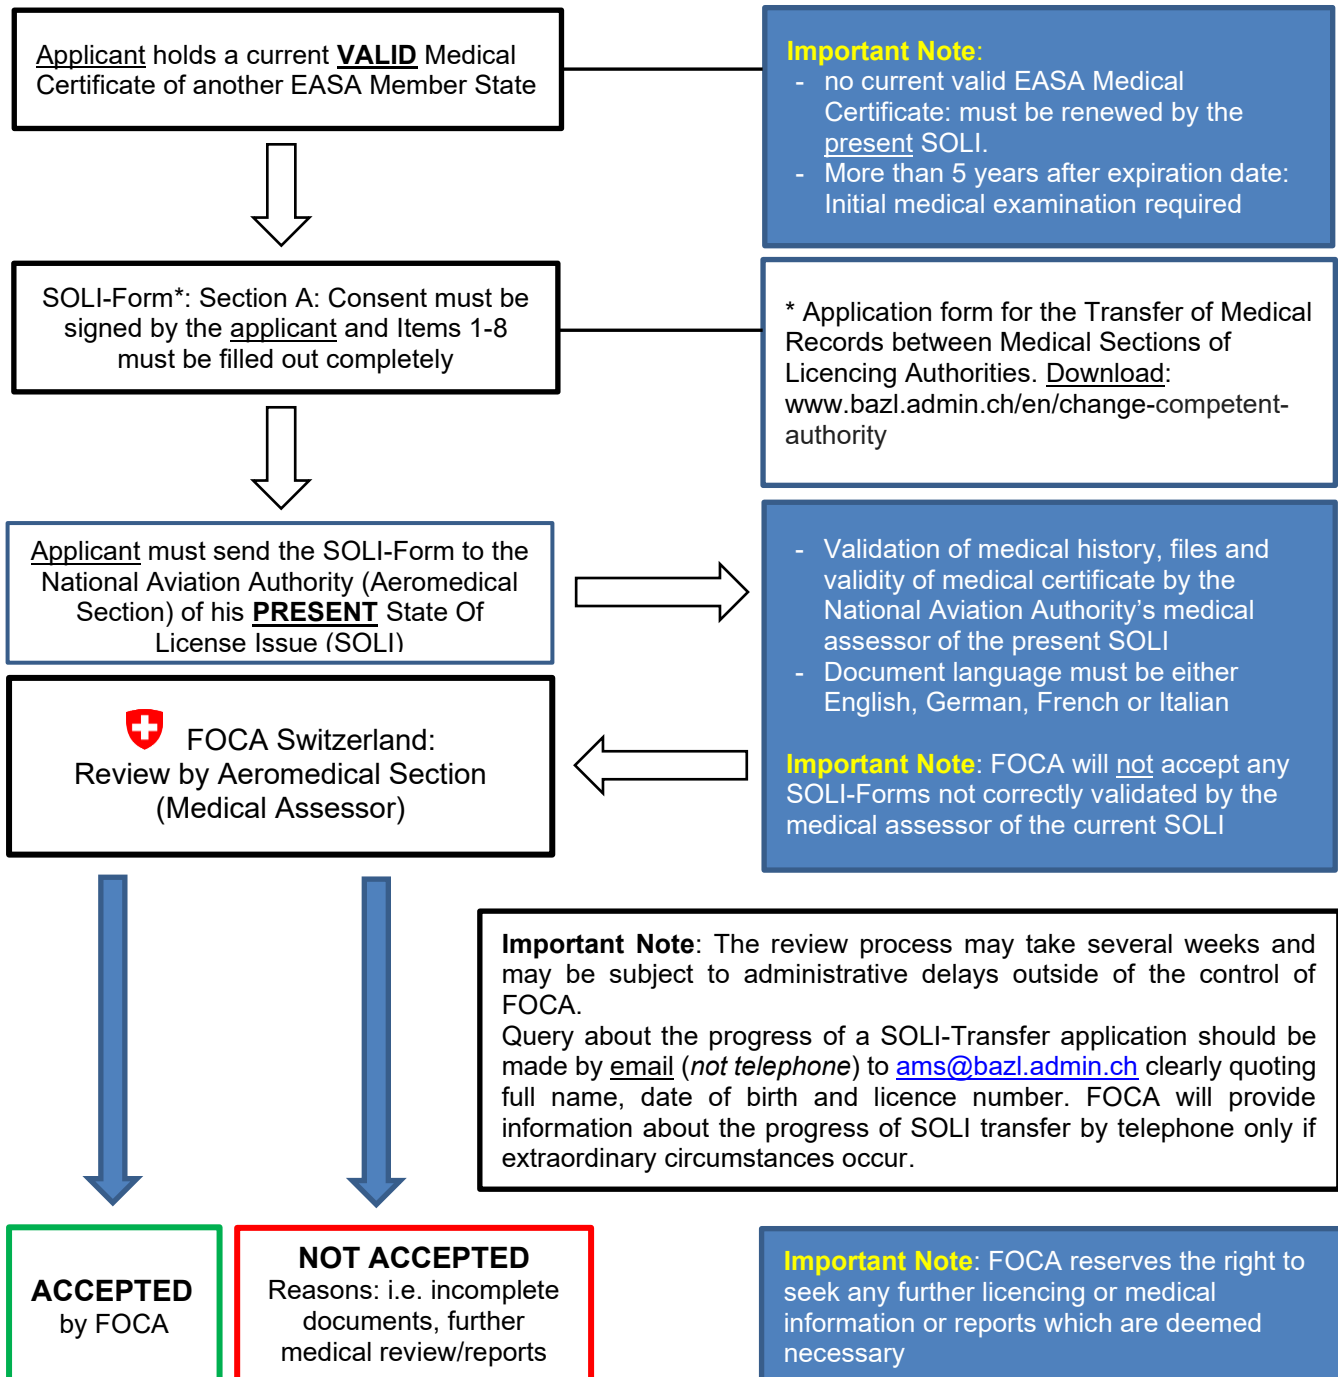 Applicant holds a current VALID Medical
Certificate of another EASA Member State
Important Note:
- no current valid EASA Medical
Certificate: must be renewed by the
present SOLI.
- More than 5 years after expiration date:
Initial medical examination required
SOLI-Form*: Section A: Consent must be
signed by the applicant and Items 1-8
must be filled out completely
* Application form for the Transfer of Medical
Records between Medical Sections of
Licencing Authorities. Download:
www.bazl.admin.ch/en/change-competent-
authority
Applicant must send the SOLI-Form to the
National Aviation Authority (Aeromedical
Section) of his PRESENT State Of
License Issue (SOLI)
- Validation of medical history, files and
validity of medical certificate by the
National Aviation Authority’s medical
assessor of the present SOLI
- Document language must be either
English, German, French or Italian
Important Note: FOCA will not accept any
SOLI-Forms not correctly validated by the
medical assessor of the current SOLI
FOCA Switzerland:
Review by Aeromedical Section
(Medical Assessor)
Important Note: The review process may take several weeks and
may be subject to administrative delays outside of the control of
FOCA.
Query about the progress of a SOLI-Transfer application should be
made by email (not telephone) to ams@bazl.admin.ch clearly quoting
full name, date of birth and licence number. FOCA will provide
information about the progress of SOLI transfer by telephone only if
extraordinary circumstances occur.
ACCEPTED
by FOCA
NOT ACCEPTED
Reasons: i.e. incomplete
documents, further
medical review/reports
Important Note: FOCA reserves the right to
seek any further licencing or medical
information or reports which are deemed
necessary